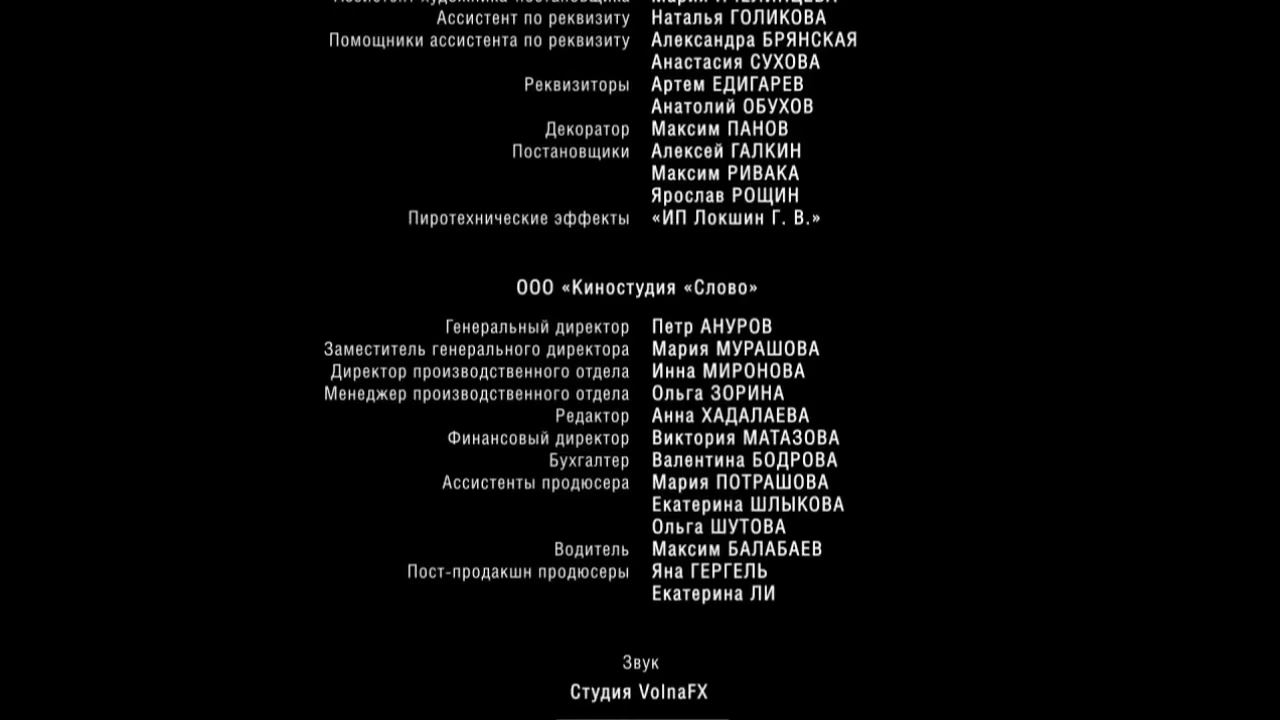 Ассистент по реквизиту Наталья ГОЛИКОВА
Помощники ассистента по реквизиту Александра БРЯНСКАЯ
Анастасия СУХОВА
Реквизиторы Артем ЕДИГАРЕВ
Анатолий ОБУХОВ
Декоратор Максим ПАНОВ
Постановщики Алексей ГАЛКИН
Максим РИВАКА
Ярослав РОЩИН
Пиротехнические эффекты «ИП Локшин Г. В.»
ООО «Киностудия «Слово»
Генеральный директор Петр АНУРОВ
Заместитель генерального директора Мария МУРАШОВА
Директор производственного отдела Инна МИРОНОВА
Менеджер производственного отдела Ольга ЗОРИНА
Редактор Анна ХАДАЛАЕВА
Финансовый директор Виктория МАТАЗОВА
Бухгалтер Валентина БОДРОВА
Ассистенты продюсера Мария ПОТРАШОВА
Екатерина ШЛЫКОВА
Ольга ШУТОВА
Водитель Максим БАЛАБАЕВ
Пост-продакшн продюсеры Яна ГЕРГЕЛЬ
Екатерина ЛИ
Звук
Студия VolnaFX